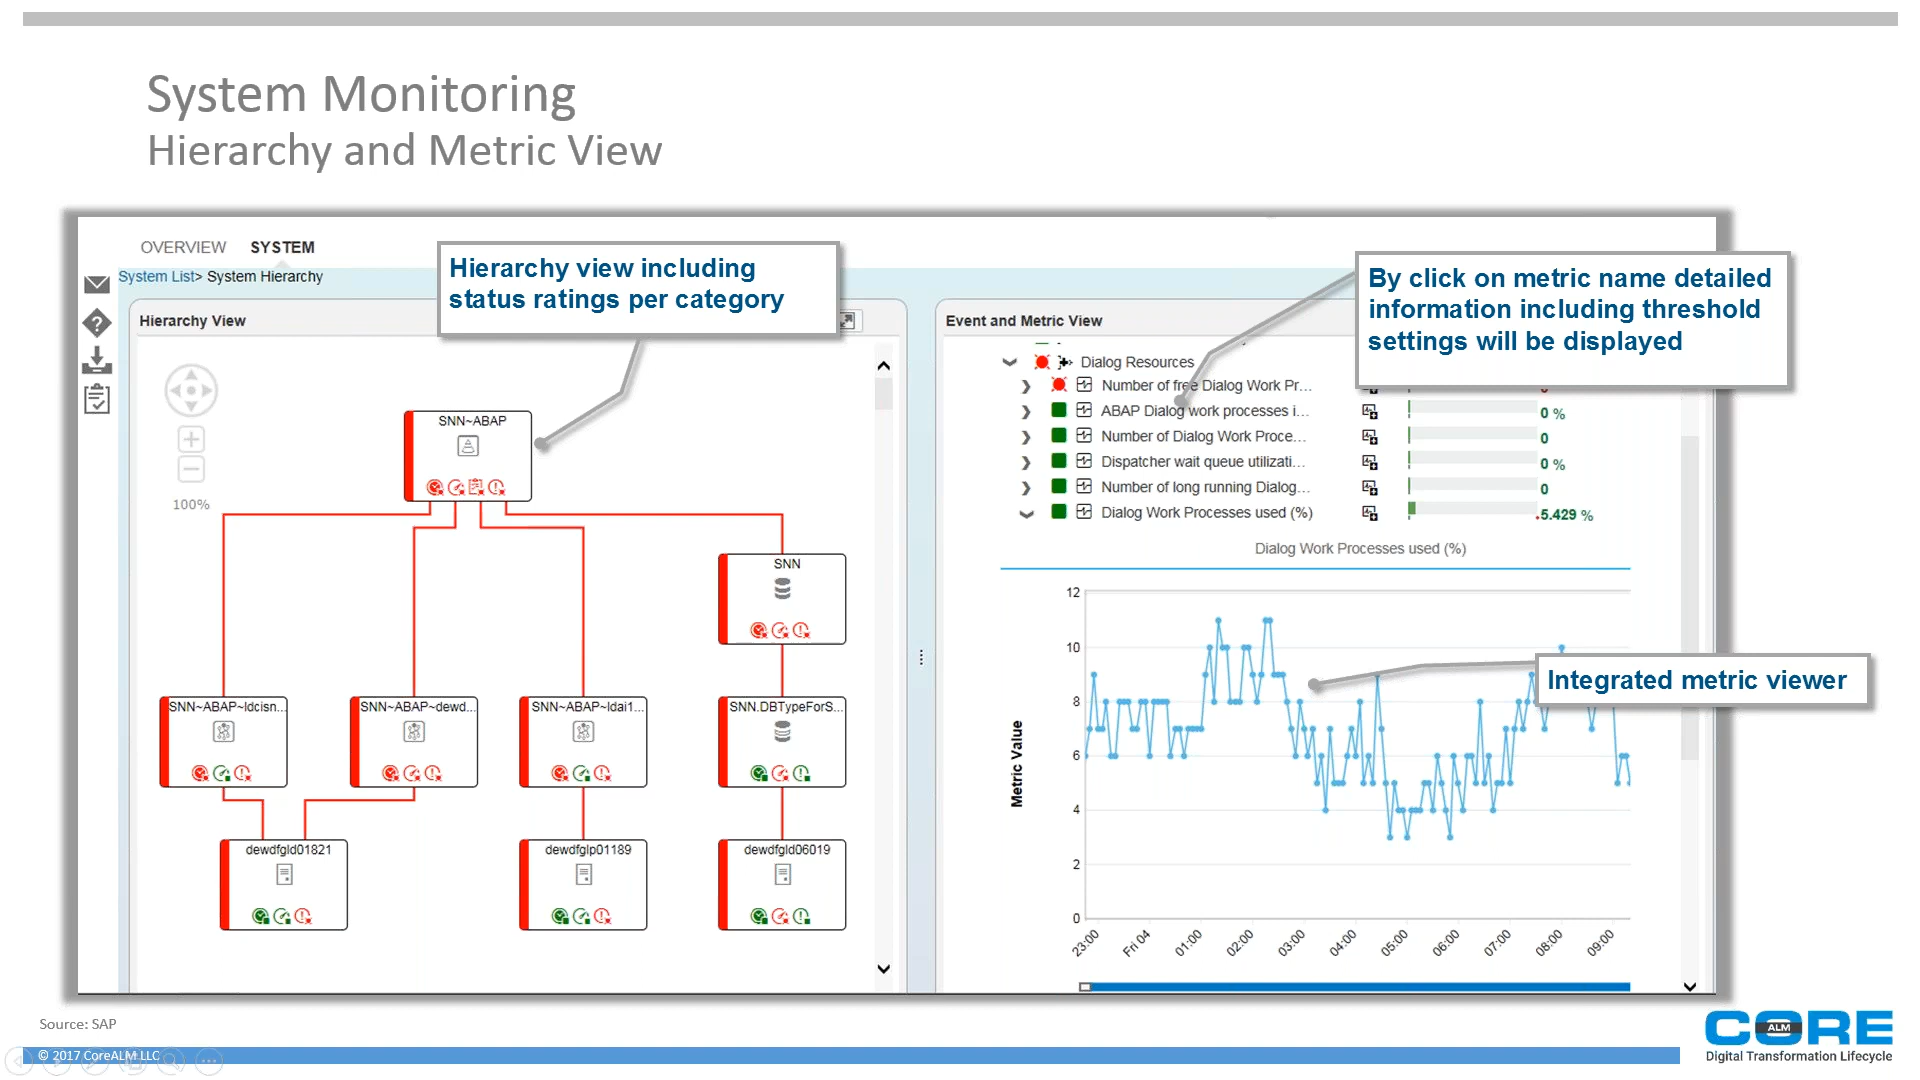 System Monitoring
Hierarchy and Metric View
OVERVIEW SYSTEM
System List> System Hierarchy
Hierarchy view including
status ratings per category
By click on metric name detailed
information including threshold
settings will be displayed
Hierarchy View
100%
SNN~ABAP
SNN
SNN~ABAP~ldcisn...
SNN~ABAP~dewd...
SNN~ABAP~ldai1...
SNN.DBTypeForS...
dewdfgld01821
dewdfglp01189
dewdfgld06019
Event and Metric View
Dialog Resources
Number of free Dialog Work Pr...
ABAP Dialog work processes i... 0 %
Number of Dialog Work Proce... 0
Dispatcher wait queue utilizati... 0 %
Number of long running Dialog... 0
Dialog Work Processes used (%) 5.429 %
Dialog Work Processes used (%)
Integrated metric viewer
Metric Value
12
10
8
6
4
2
0
23:00 Fri 04 01:00 02:00 03:00 04:00 05:00 06:00 07:00 08:00 09:00
Source: SAP
© 2017 CoreALM LLC
CORE
ALM
Digital Transformation Lifecycle